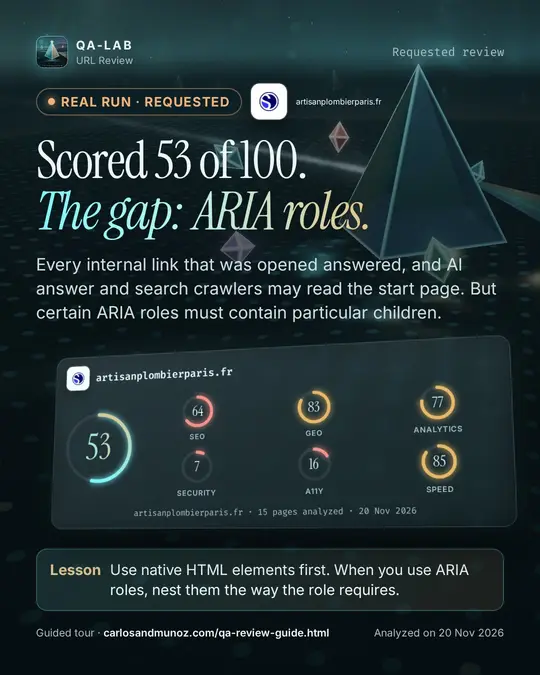 QA-LAB
URL Review
Requested review
REAL RUN · REQUESTED
artisanplombierparis.fr
Scored 53 of 100.
The gap: ARIA roles.
Every internal link that was opened answered, and AI
answer and search crawlers may read the start page. But
certain ARIA roles must contain particular children.
artisanplombierparis.fr
53
64
SEO
83
GEO
77
ANALYTICS
7
SECURITY
16
A11Y
85
SPEED
artisanplombierparis.fr · 15 pages analyzed · 20 Nov 2026
Lesson
Use native HTML elements first. When you use ARIA
roles, nest them the way the role requires.
Guided tour · carlosandmunoz.com/qa-review-guide.html
Analyzed on 20 Nov 2026